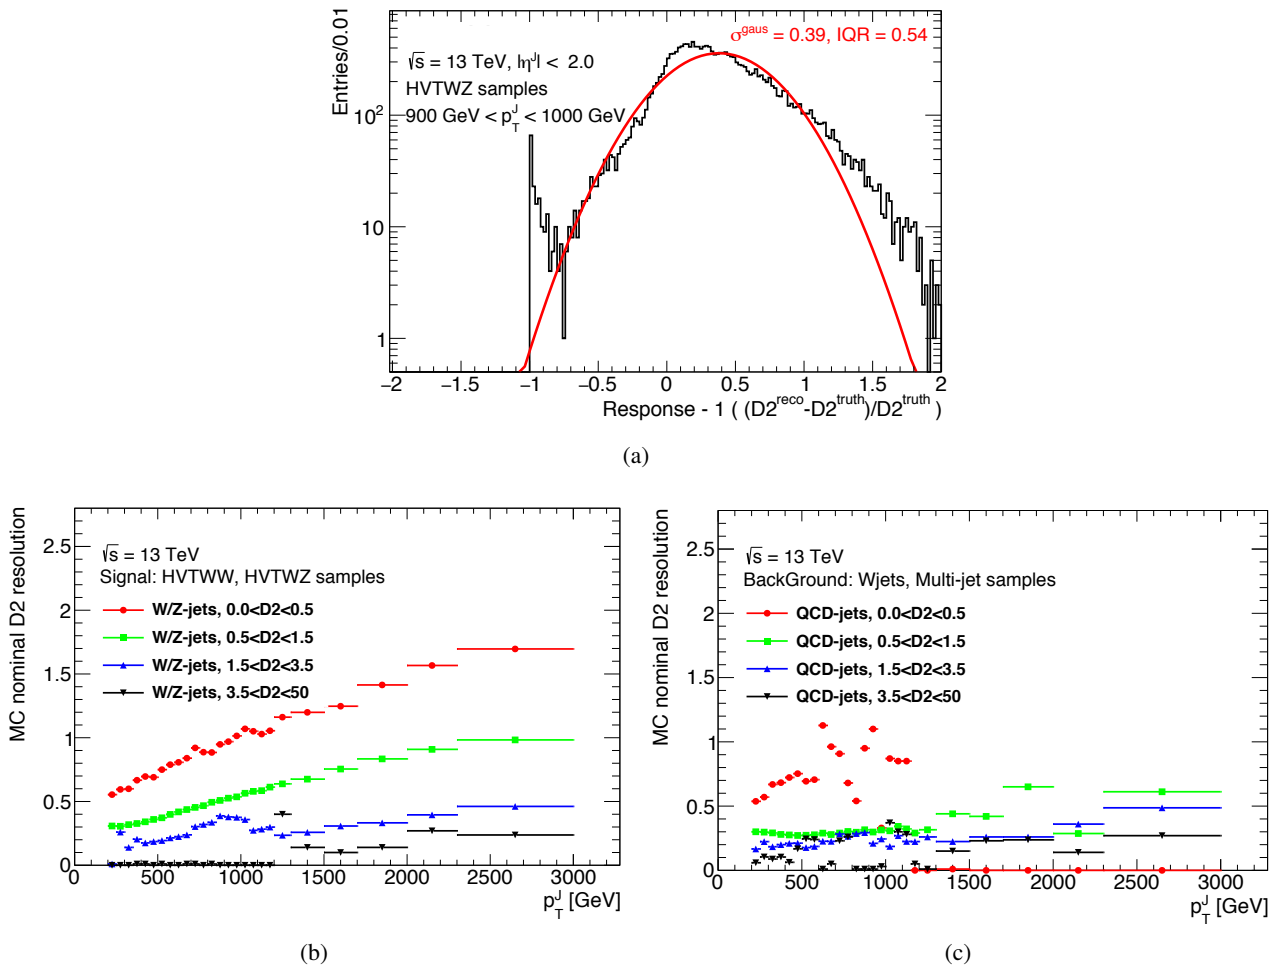 Entries/0.01
10²
10
1
σ^gaus = 0.39, IQR = 0.54
√s = 13 TeV, |η^J| < 2.0
HVTWZ samples
900 GeV < p_T^J < 1000 GeV
−2 −1.5 −1 −0.5 0 0.5 1 1.5 2
Response - 1 ( (D2^reco-D2^truth)/D2^truth )
(a)
MC nominal D2 resolution
2.5
2
1.5
1
0.5
0
√s = 13 TeV
Signal: HVTWW, HVTWZ samples
W/Z-jets, 0.0<D2<0.5
W/Z-jets, 0.5<D2<1.5
W/Z-jets, 1.5<D2<3.5
W/Z-jets, 3.5<D2<50
0 500 1000 1500 2000 2500 3000
p_T^J [GeV]
(b)
MC nominal D2 resolution
2.5
2
1.5
1
0.5
0
√s = 13 TeV
BackGround: Wjets, Multi-jet samples
QCD-jets, 0.0<D2<0.5
QCD-jets, 0.5<D2<1.5
QCD-jets, 1.5<D2<3.5
QCD-jets, 3.5<D2<50
0 500 1000 1500 2000 2500 3000
p_T^J [GeV]
(c)